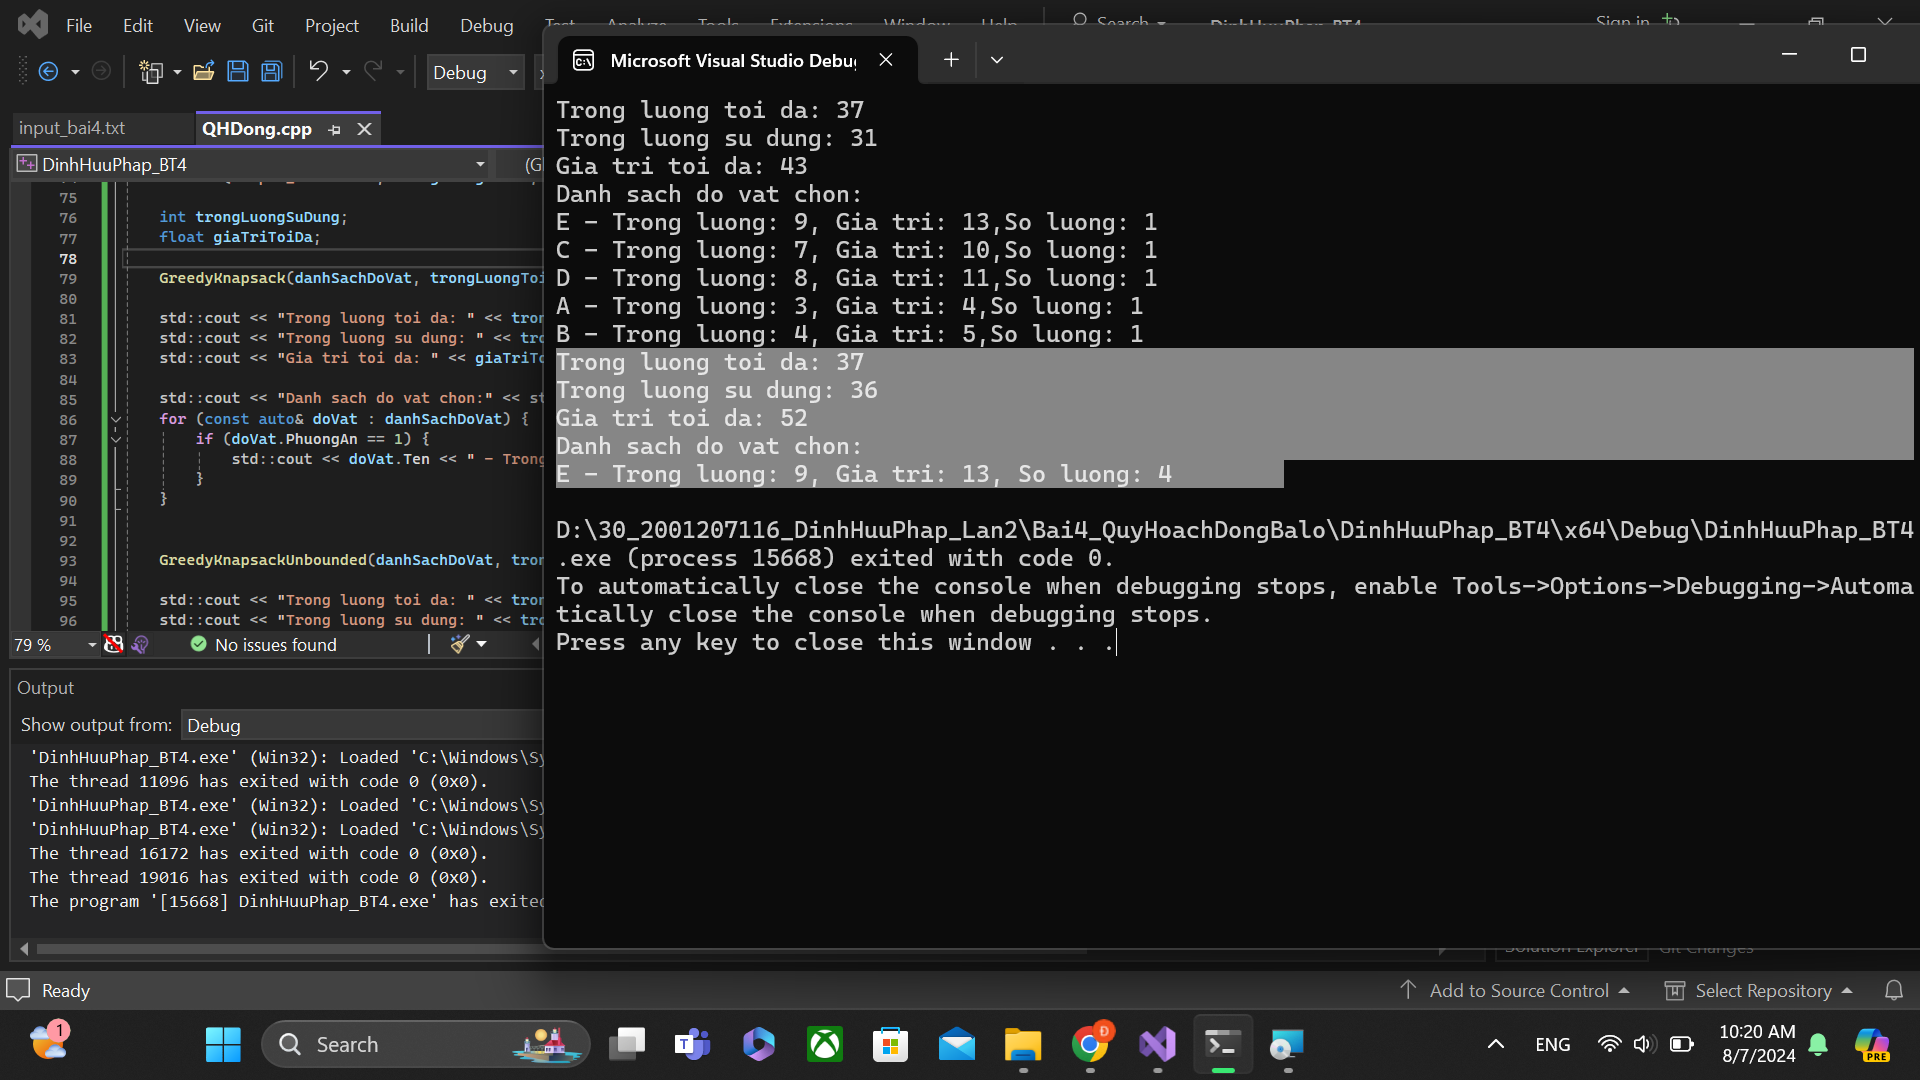 File Edit View Git Project Build Debug Test Analyze Tools Extensions Window Help Search DinhHuuPhap_BT4 Sign in
Debug
Microsoft Visual Studio Debu
input_bai4.txt QHDong.cpp
DinhHuuPhap_BT4 (G
75
76 int trongLuongSuDung;
77 float giaTriToiDa;
78
79 GreedyKnapsack(danhSachDoVat, trongLuongToi
80
81 std::cout << "Trong luong toi da: " << tron
82 std::cout << "Trong luong su dung: " << tro
83 std::cout << "Gia tri toi da: " << giaTriTo
84
85 std::cout << "Danh sach do vat chon:" << st
86 for (const auto& doVat : danhSachDoVat) {
87 if (doVat.PhuongAn == 1) {
88 std::cout << doVat.Ten << " - Trong
89 }
90 }
91
92
93 GreedyKnapsackUnbounded(danhSachDoVat, tron
94
95 std::cout << "Trong luong toi da: " << tron
96 std::cout << "Trong luong su dung: " << tro
79 % No issues found
Output
Show output from: Debug
'DinhHuuPhap_BT4.exe' (Win32): Loaded 'C:\Windows\Sy
The thread 11096 has exited with code 0 (0x0).
'DinhHuuPhap_BT4.exe' (Win32): Loaded 'C:\Windows\Sy
'DinhHuuPhap_BT4.exe' (Win32): Loaded 'C:\Windows\Sy
The thread 16172 has exited with code 0 (0x0).
The thread 19016 has exited with code 0 (0x0).
The program '[15668] DinhHuuPhap_BT4.exe' has exited
Trong luong toi da: 37
Trong luong su dung: 31
Gia tri toi da: 43
Danh sach do vat chon:
E - Trong luong: 9, Gia tri: 13,So luong: 1
C - Trong luong: 7, Gia tri: 10,So luong: 1
D - Trong luong: 8, Gia tri: 11,So luong: 1
A - Trong luong: 3, Gia tri: 4,So luong: 1
B - Trong luong: 4, Gia tri: 5,So luong: 1
Trong luong toi da: 37
Trong luong su dung: 36
Gia tri toi da: 52
Danh sach do vat chon:
E - Trong luong: 9, Gia tri: 13, So luong: 4
D:\30_2001207116_DinhHuuPhap_Lan2\Bai4_QuyHoachDongBalo\DinhHuuPhap_BT4\x64\Debug\DinhHuuPhap_BT4
.exe (process 15668) exited with code 0.
To automatically close the console when debugging stops, enable Tools->Options->Debugging->Automa
tically close the console when debugging stops.
Press any key to close this window . . .
Solution Explorer Git Changes
Ready Add to Source Control Select Repository
1 Search ENG 10:20 AM
8/7/2024
PRE